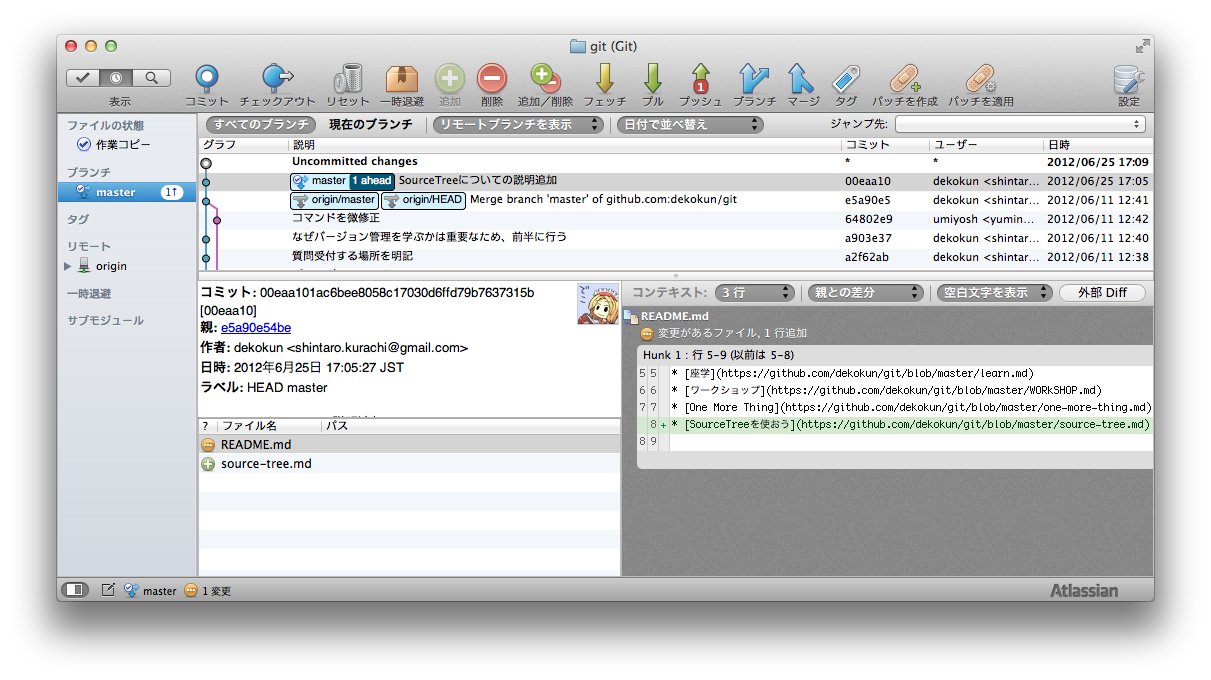 git (Git)
表示 コミット チェックアウト リセット 一時退避 追加 削除 追加/削除 フェッチ プル プッシュ ブランチ マージ タグ パッチを作成 パッチを適用 設定
1
ファイルの状態
作業コピー
ブランチ
master 1↑
タグ
リモート
origin
一時退避
サブモジュール
すべてのブランチ 現在のブランチ リモートブランチを表示 日付で並べ替え ジャンプ先:
グラフ 説明 コミット ユーザー 日時
Uncommitted changes * * 2012/06/25 17:09
master 1 ahead SourceTreeについての説明追加 00eaa10 dekokun <shintaro... 2012/06/25 17:05
origin/master origin/HEAD Merge branch 'master' of github.com:dekokun/git e5a90e5 dekokun <shintaro... 2012/06/11 12:41
コマンドを微修正 64802e9 umiyosh <yumin... 2012/06/11 12:42
なぜバージョン管理を学ぶかは重要なため、前半に行う a903e37 dekokun <shintar... 2012/06/11 12:40
質問受付する場所を明記 a2f62ab dekokun <shintar... 2012/06/11 12:38
コミット: 00eaa101ac6bee8058c17030d6ffd79b7637315b
[00eaa10]
親: e5a90e54be
作者: dekokun <shintaro.kurachi@gmail.com>
日時: 2012年6月25日 17:05:27 JST
ラベル: HEAD master
? ファイル名 パス
README.md
source-tree.md
コンテキスト: 3 行 親との差分 空白文字を表示 外部 Diff
README.md
変更があるファイル, 1 行追加
Hunk 1 : 行 5-9 (以前は 5-8)
5 5 * [座学](https://github.com/dekokun/git/blob/master/learn.md)
6 6 * [ワークショップ](https://github.com/dekokun/git/blob/master/WORKSHOP.md)
7 7 * [One More Thing](https://github.com/dekokun/git/blob/master/one-more-thing.md)
8 + * [SourceTreeを使おう](https://github.com/dekokun/git/blob/master/source-tree.md)
8 9
master 1 変更
Atlassian